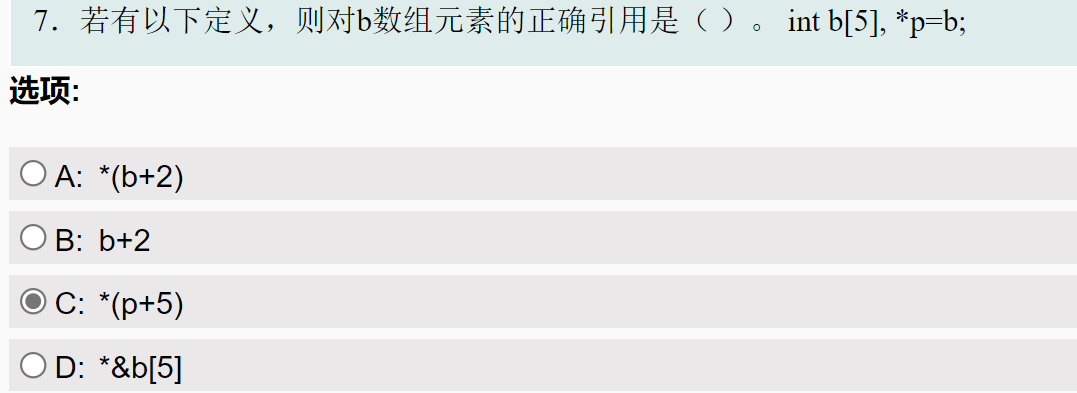 7．若有以下定义，则对b数组元素的正确引用是（ ）。 int b[5], *p=b;
选项:
A: *(b+2)
B: b+2
C: *(p+5)
D: *&b[5]